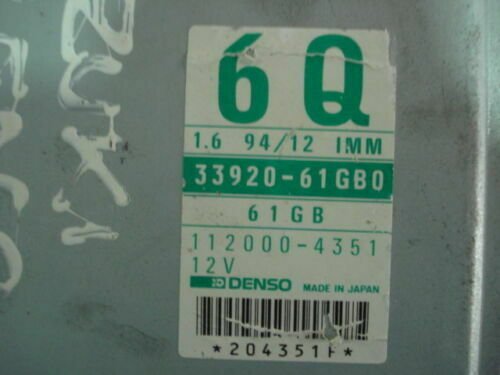 6Q
1.6 94/12 IMM
33920-61GB0
61GB
112000-4351
12V
DENSO MADE IN JAPAN
*204351F*